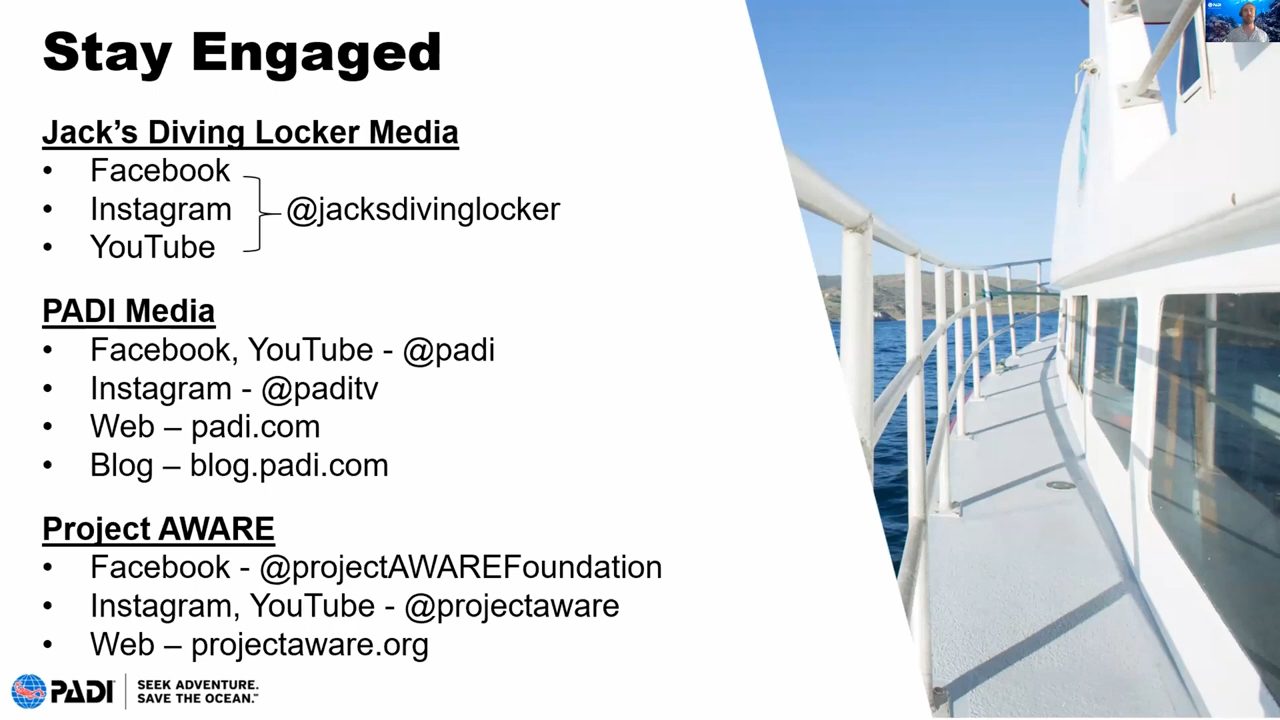 Stay Engaged
Jack's Diving Locker Media
• Facebook
• Instagram
• YouTube
@jacksdivinglocker
PADI Media
• Facebook, YouTube - @padi
• Instagram - @paditv
• Web – padi.com
• Blog – blog.padi.com
Project AWARE
• Facebook - @projectAWAREFoundation
• Instagram, YouTube - @projectaware
• Web – projectaware.org
PADI
SEEK ADVENTURE.
SAVE THE OCEAN.℠
PADI